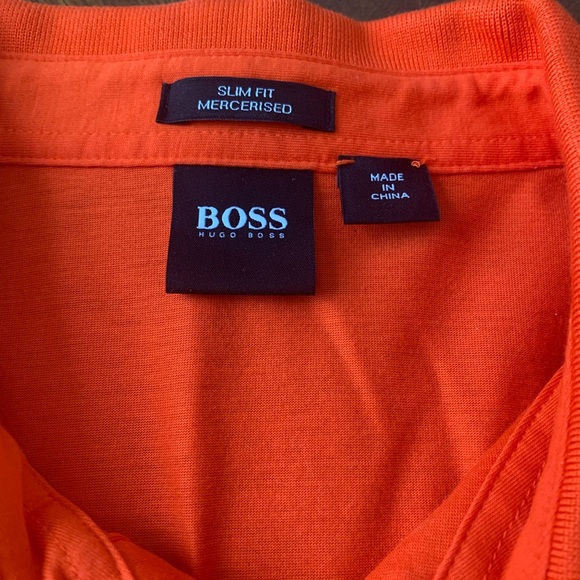 SLIM FIT
MERCERISED
BOSS
HUGO BOSS
MADE
IN
CHINA